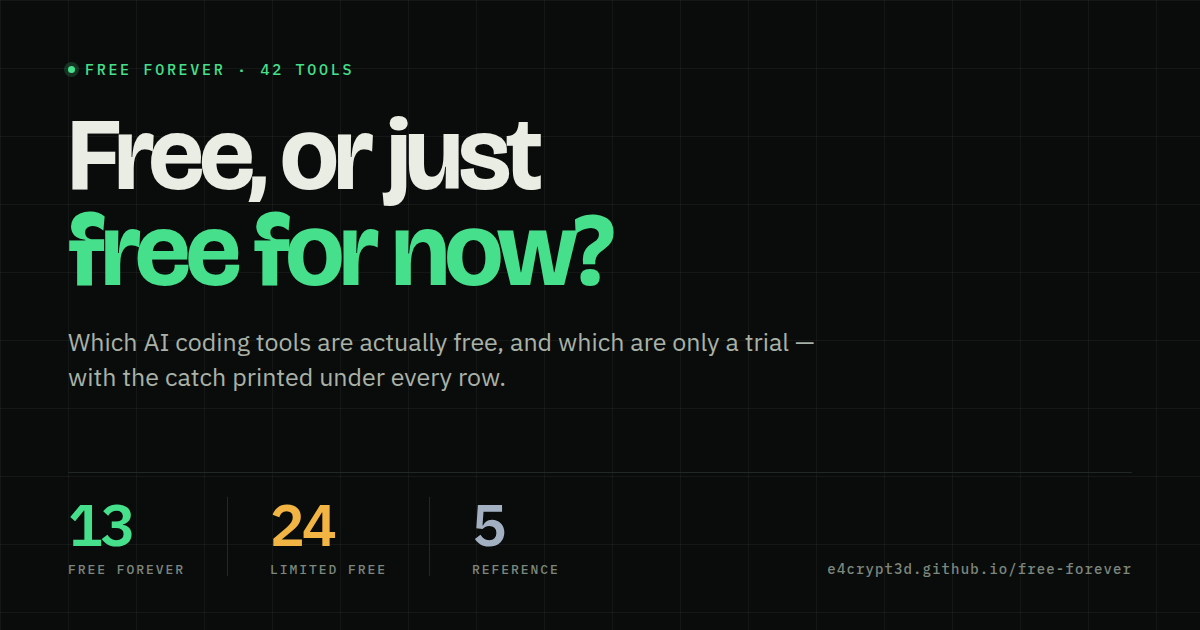 FREE FOREVER · 42 TOOLS
Free, or just
free for now?
Which AI coding tools are actually free, and which are only a trial —
with the catch printed under every row.
13
FREE FOREVER
24
LIMITED FREE
5
REFERENCE
e4crypt3d.github.io/free-forever